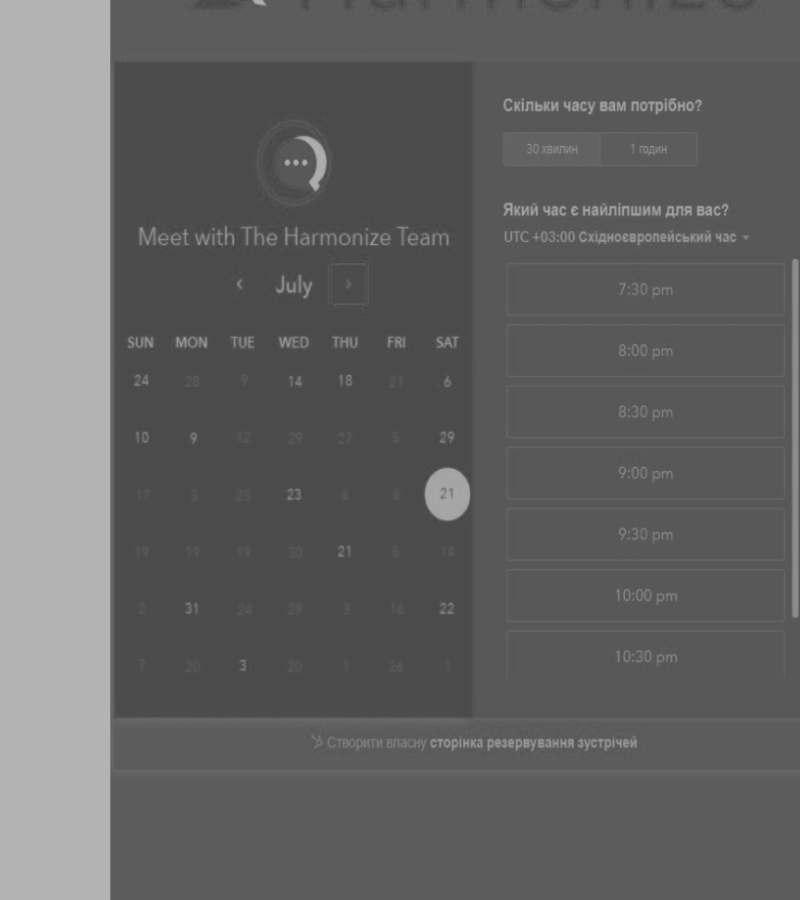 Harmonize
Meet with The Harmonize Team
July
SUN MON TUE WED THU FRI SAT
24 28 9 14 18 21 6
10 9 12 29 27 5 29
17 3 25 23 6 8 21
19 19 19 30 21 5 14
2 31 24 29 3 16 22
7 20 3 20 1 26 1
Скільки часу вам потрібно?
30 хвилин 1 годин
Який час є найліпшим для вас?
UTC +03:00 Східноєвропейський час
7:30 pm
8:00 pm
8:30 pm
9:00 pm
9:30 pm
10:00 pm
10:30 pm
Створити власну сторінка резервування зустрічей